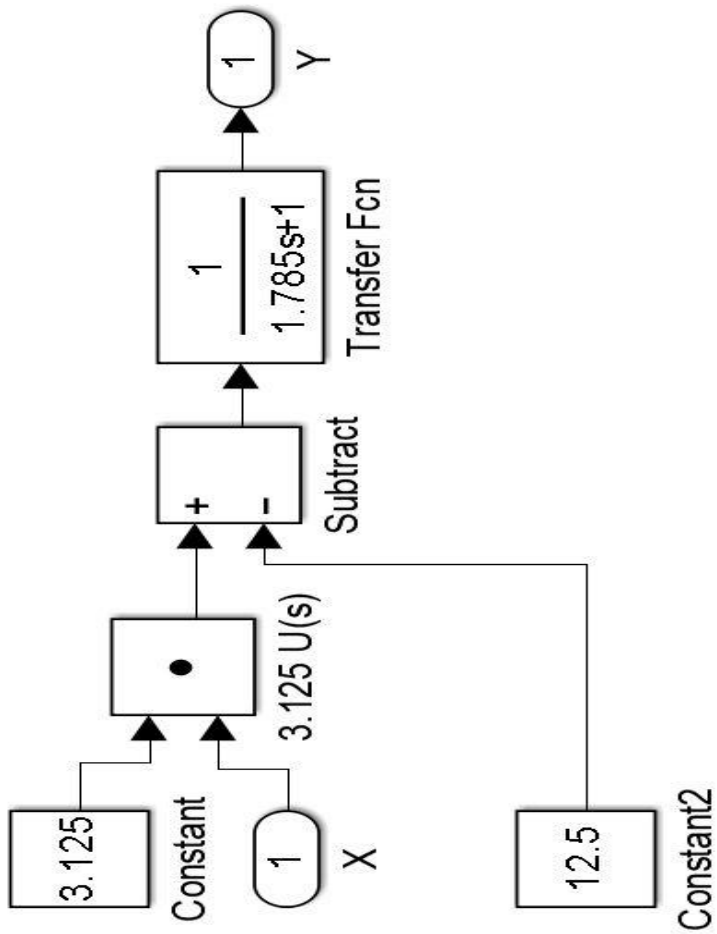 3.125
Constant
1
X
3.125 U(s)
+
-
Subtract
1
1.785s+1
Transfer Fcn
1
Y
12.5
Constant2